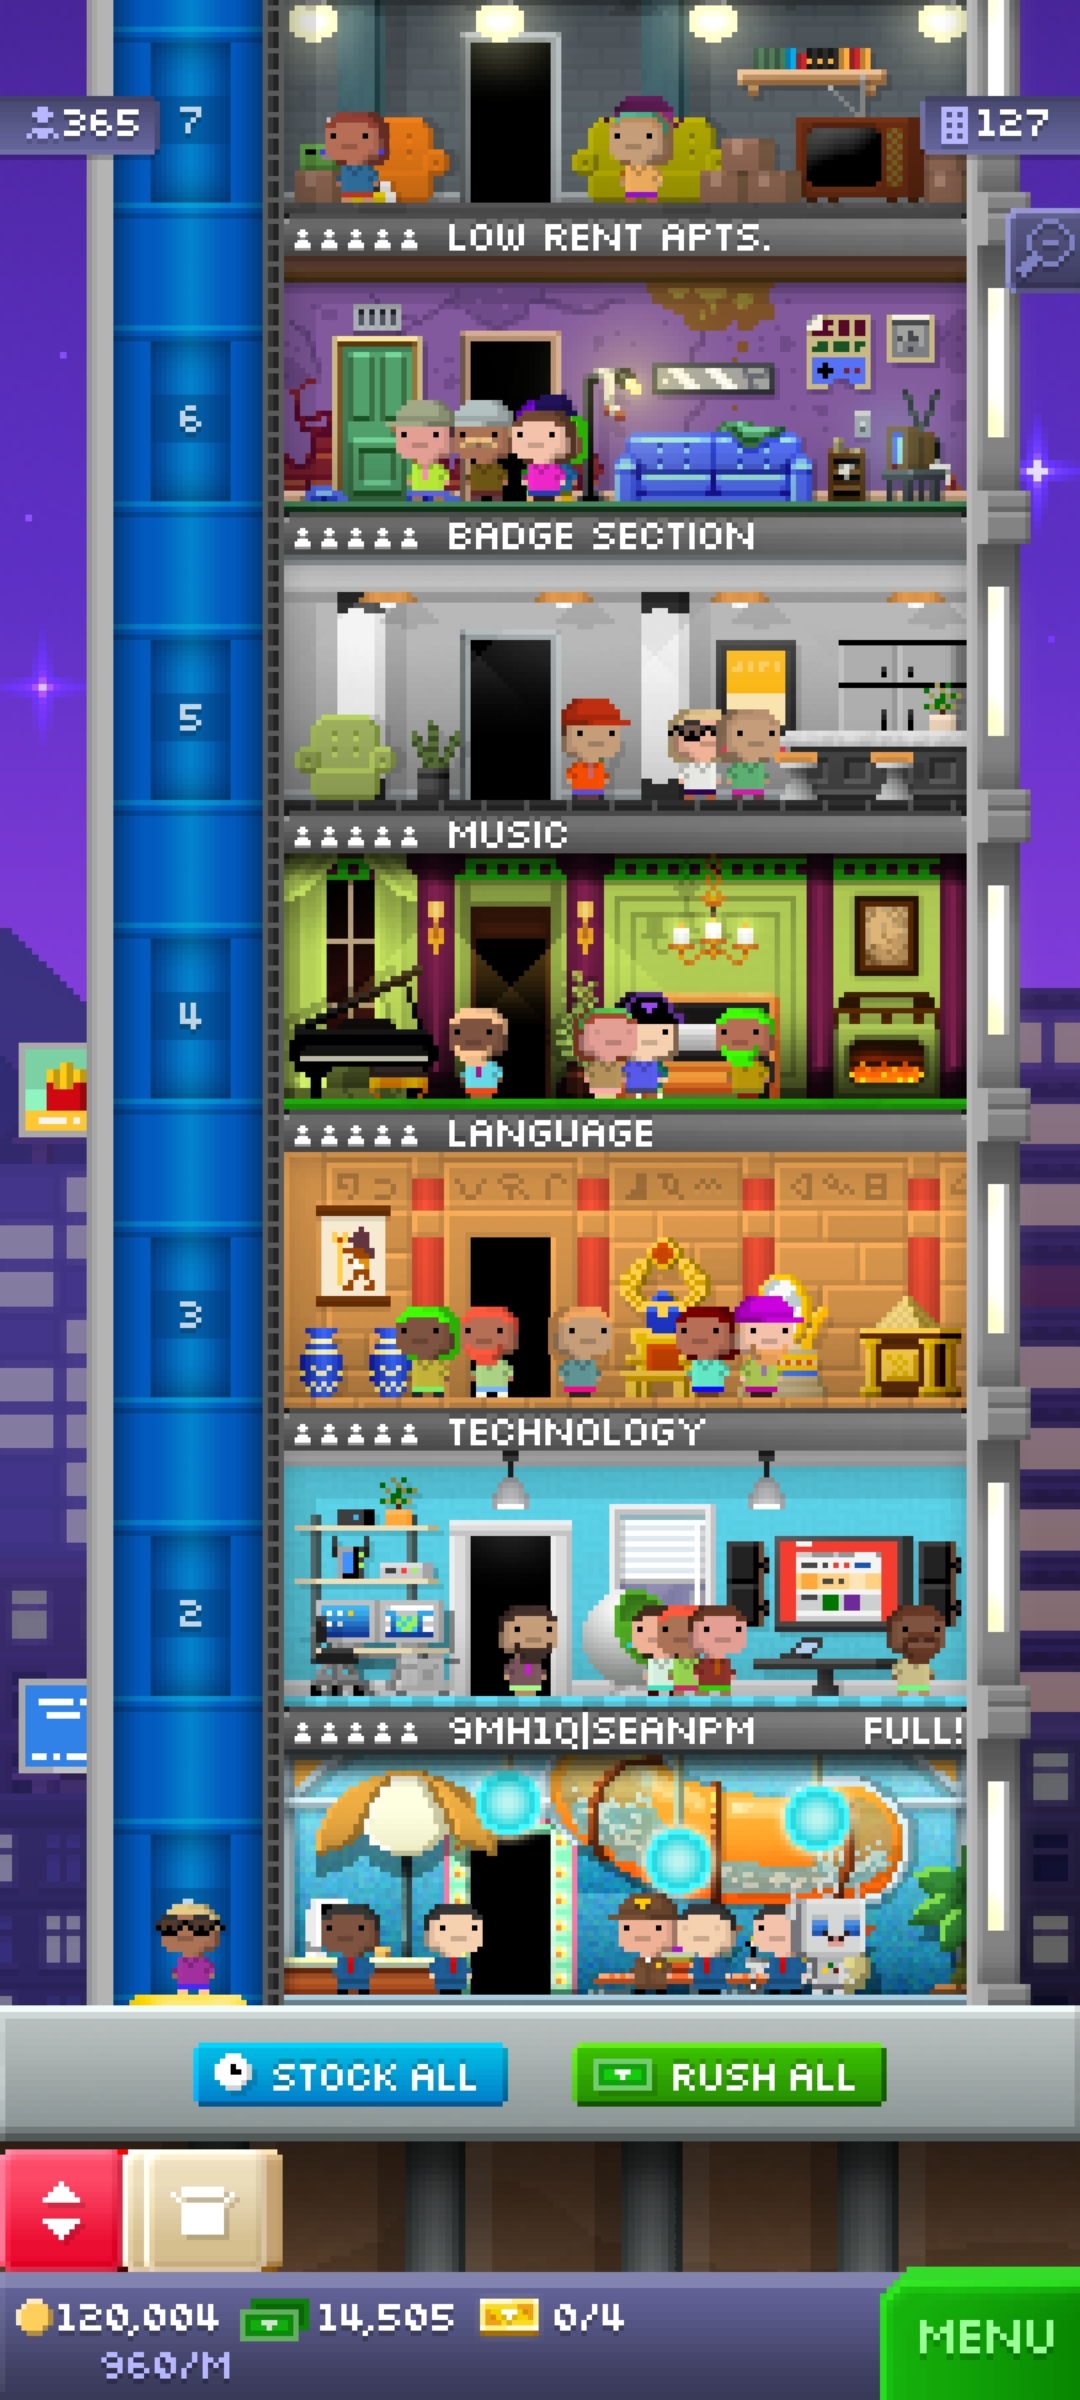 365
7
127
LOW RENT APTS.
6
BADGE SECTION
5
MUSIC
4
LANGUAGE
3
TECHNOLOGY
2
9MH1Q|SEANPM FULL!
STOCK ALL
RUSH ALL
120,004 14,505 0/4
960/M
MENU